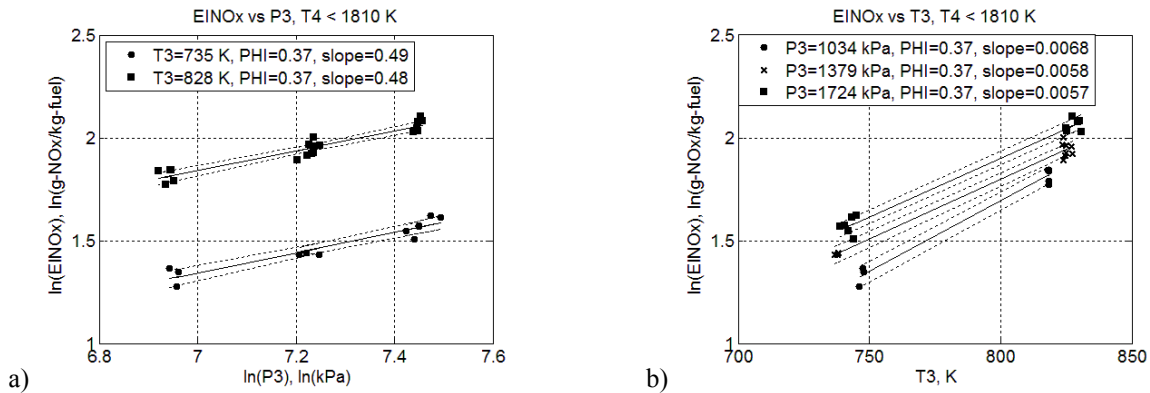 EINOx vs P3, T4 < 1810 K
2.5
T3=735 K, PHI=0.37, slope=0.49
T3=828 K, PHI=0.37, slope=0.48
2
1.5
1
ln(EINOx), ln(g-NOx/kg-fuel)
6.8 7 7.2 7.4 7.6
ln(P3), ln(kPa)
a)
EINOx vs T3, T4 < 1810 K
2.5
P3=1034 kPa, PHI=0.37, slope=0.0068
P3=1379 kPa, PHI=0.37, slope=0.0058
P3=1724 kPa, PHI=0.37, slope=0.0057
2
1.5
1
ln(EINOx), ln(g-NOx/kg-fuel)
700 750 800 850
T3, K
b)